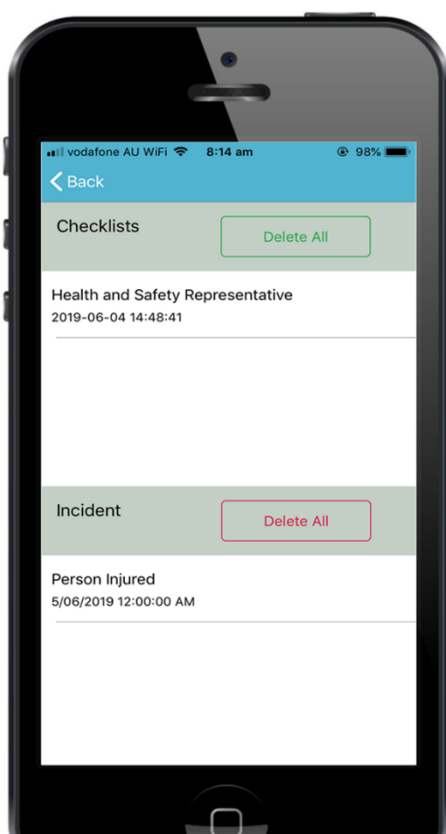 vodafone AU WiFi 8:14 am 98%
Back
Checklists
Delete All
Health and Safety Representative
2019-06-04 14:48:41
Incident
Delete All
Person Injured
5/06/2019 12:00:00 AM